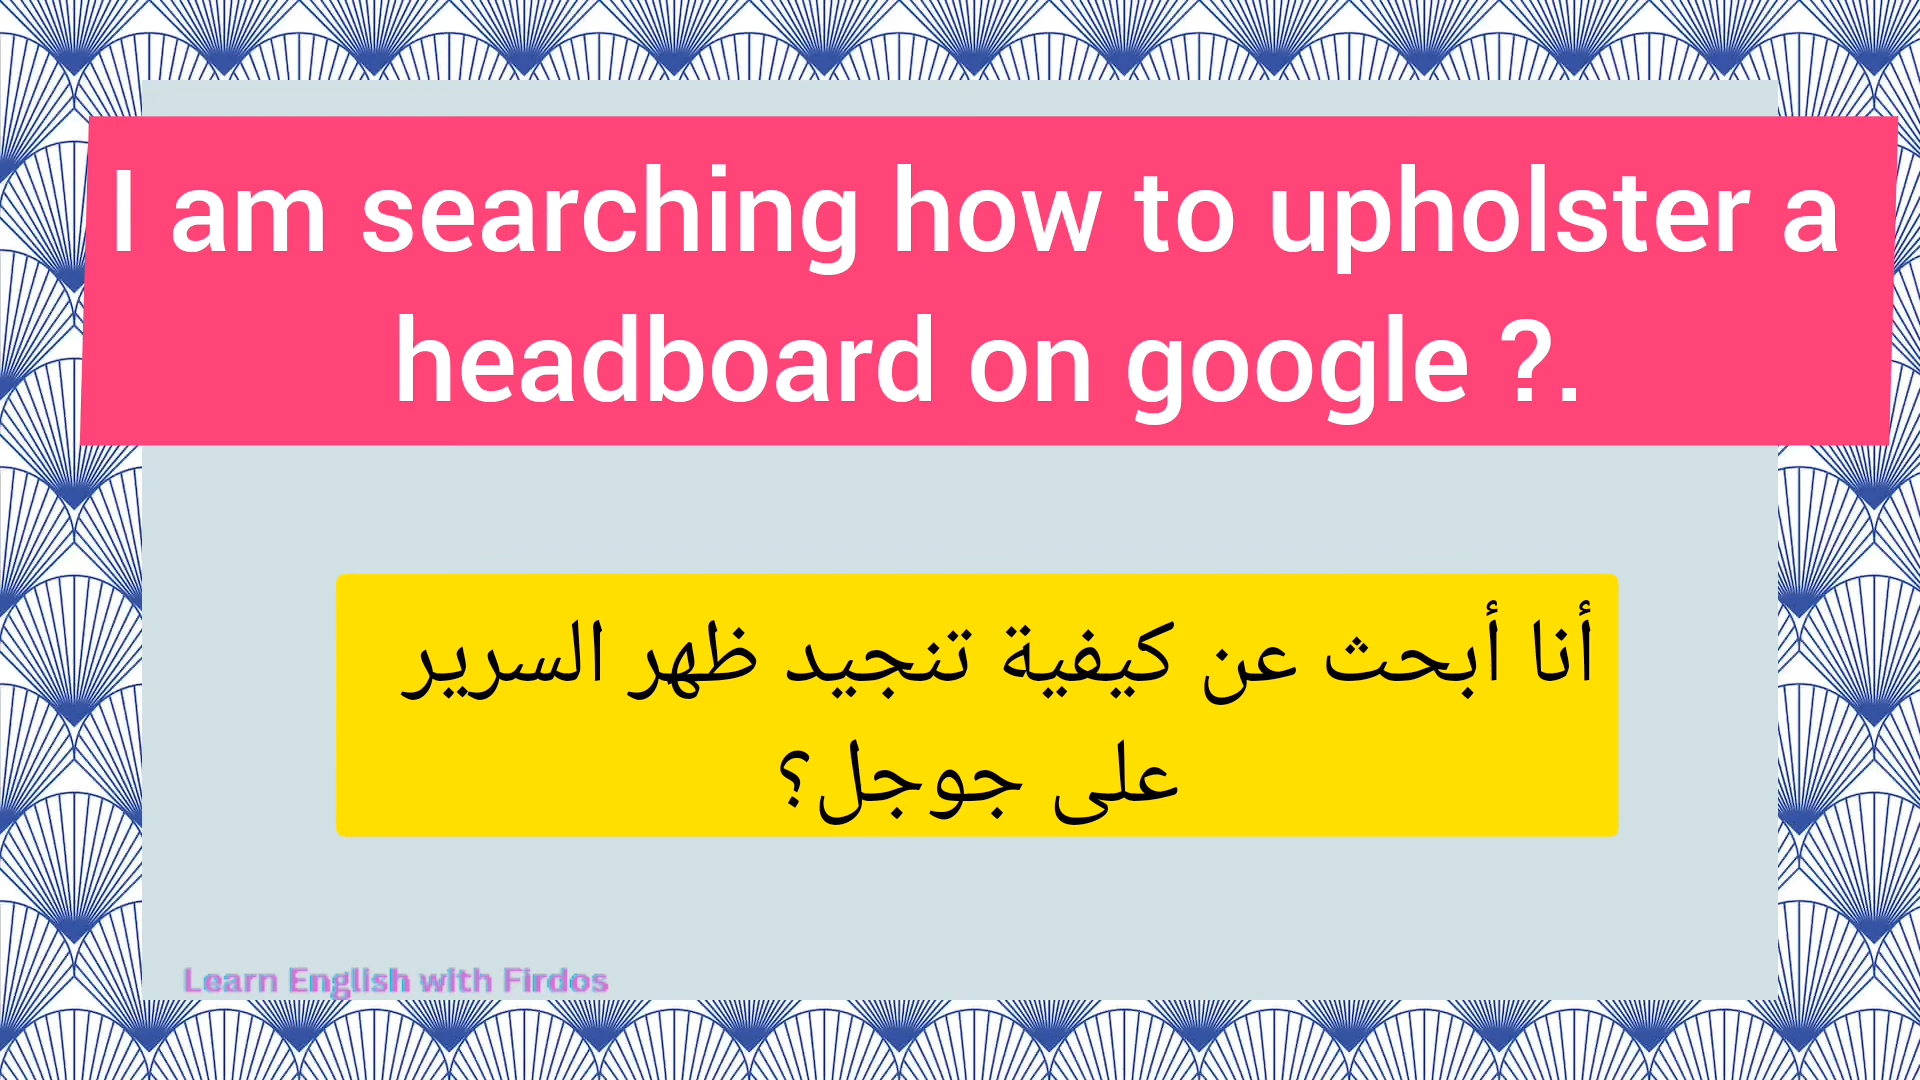 I am searching how to upholster a
headboard on google ?.
أنا أبحث عن كيفية تنجيد ظهر السرير
على جوجل؟
Learn English with Firdos